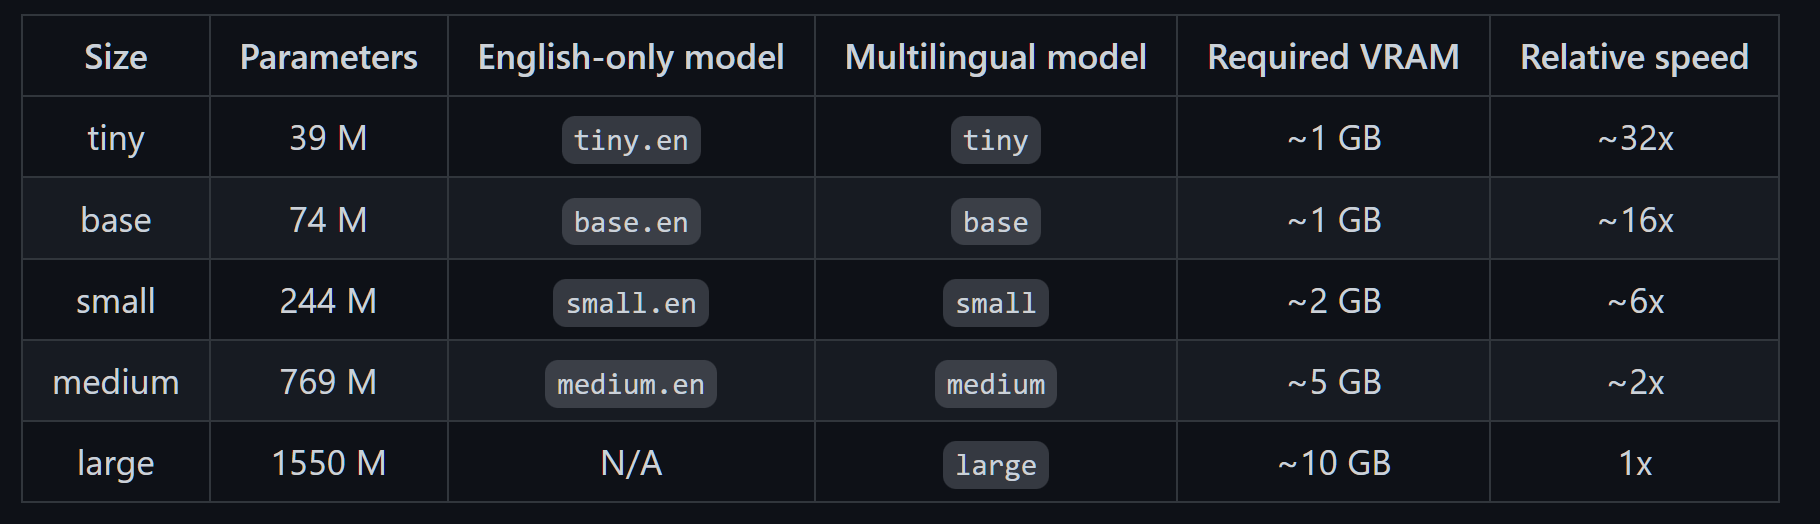 Size Parameters English-only model Multilingual model Required VRAM Relative speed
tiny 39 M tiny.en tiny ~1 GB ~32x
base 74 M base.en base ~1 GB ~16x
small 244 M small.en small ~2 GB ~6x
medium 769 M medium.en medium ~5 GB ~2x
large 1550 M N/A large ~10 GB 1x